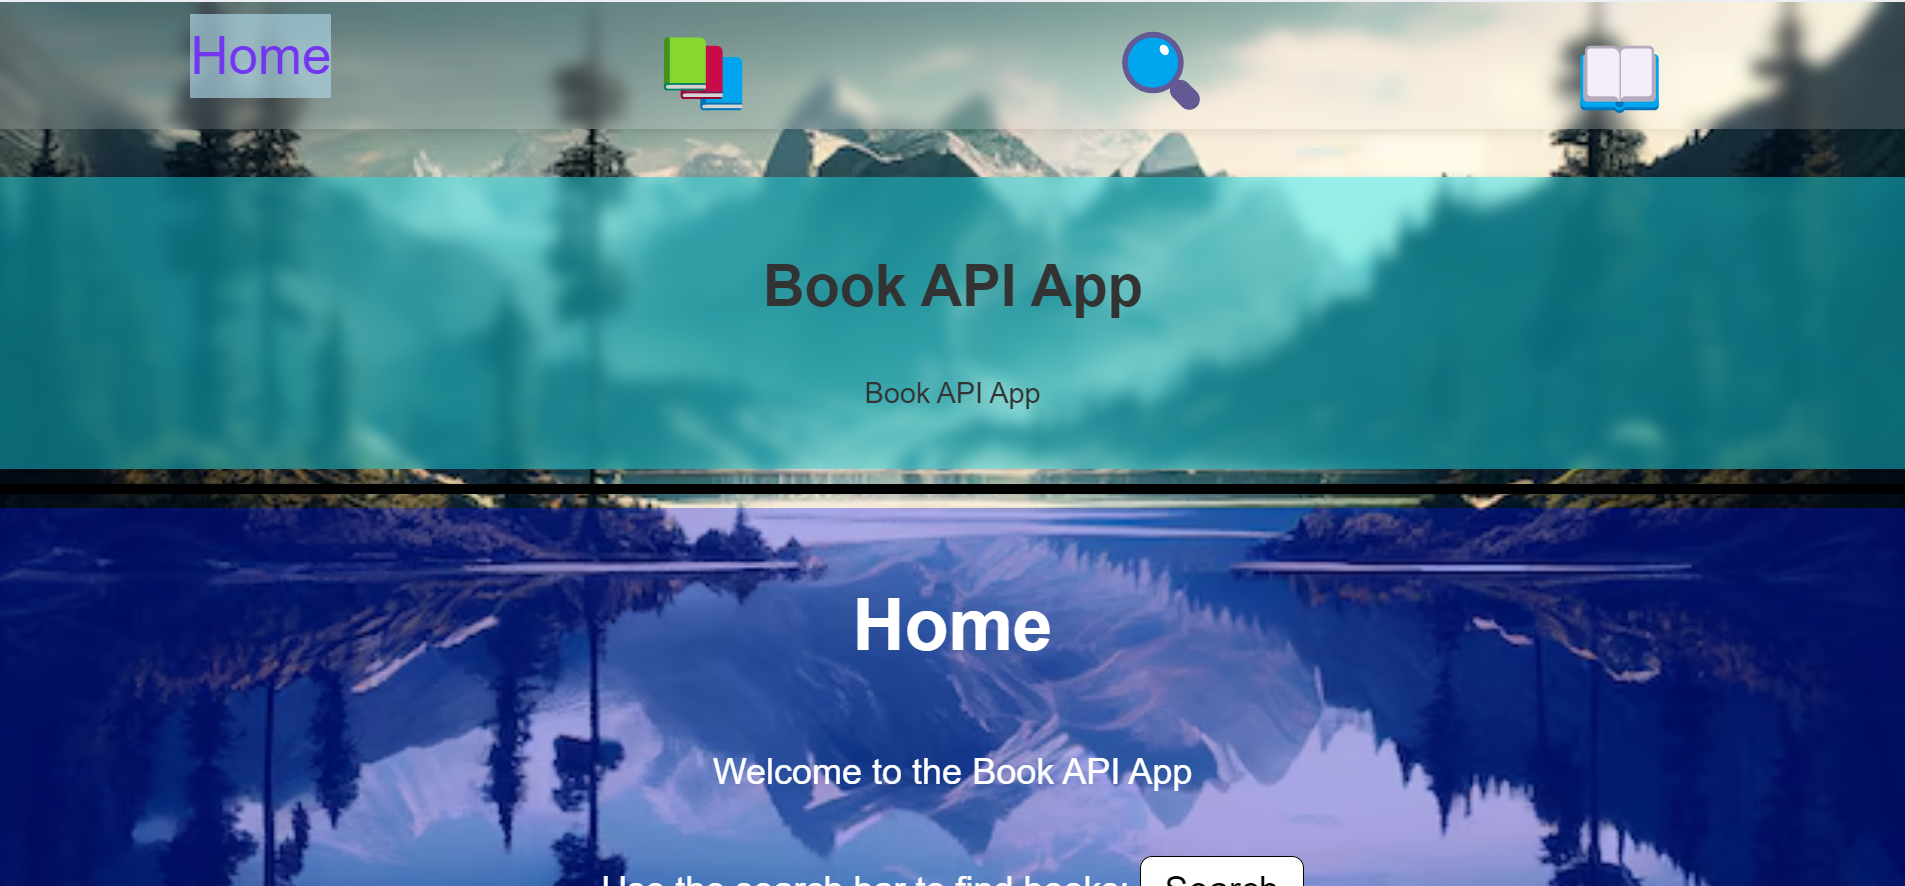 Home
Book API App
Book API App
Home
Welcome to the Book API App
Use the search bar to find books: Search